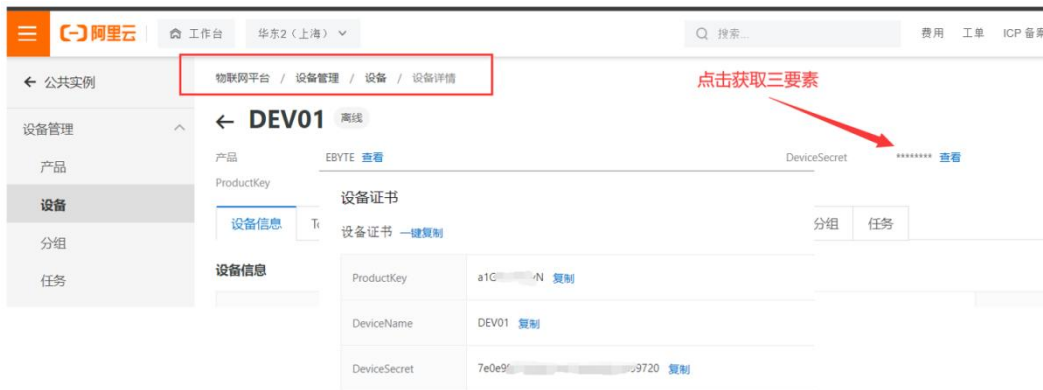 阿里云 工作台 华东2（上海） 搜索... 费用 工单 ICP 备案
公共实例 物联网平台 / 设备管理 / 设备 / 设备详情 点击获取三要素
设备管理 DEV01 离线
产品 EBYTE 查看 DeviceSecret ******** 查看
产品
ProductKey
设备证书
设备
设备信息 设备证书 一键复制 分组 任务
分组
设备信息
任务
ProductKey a1G N 复制
DeviceName DEV01 复制
DeviceSecret 7e0e9 9720 复制